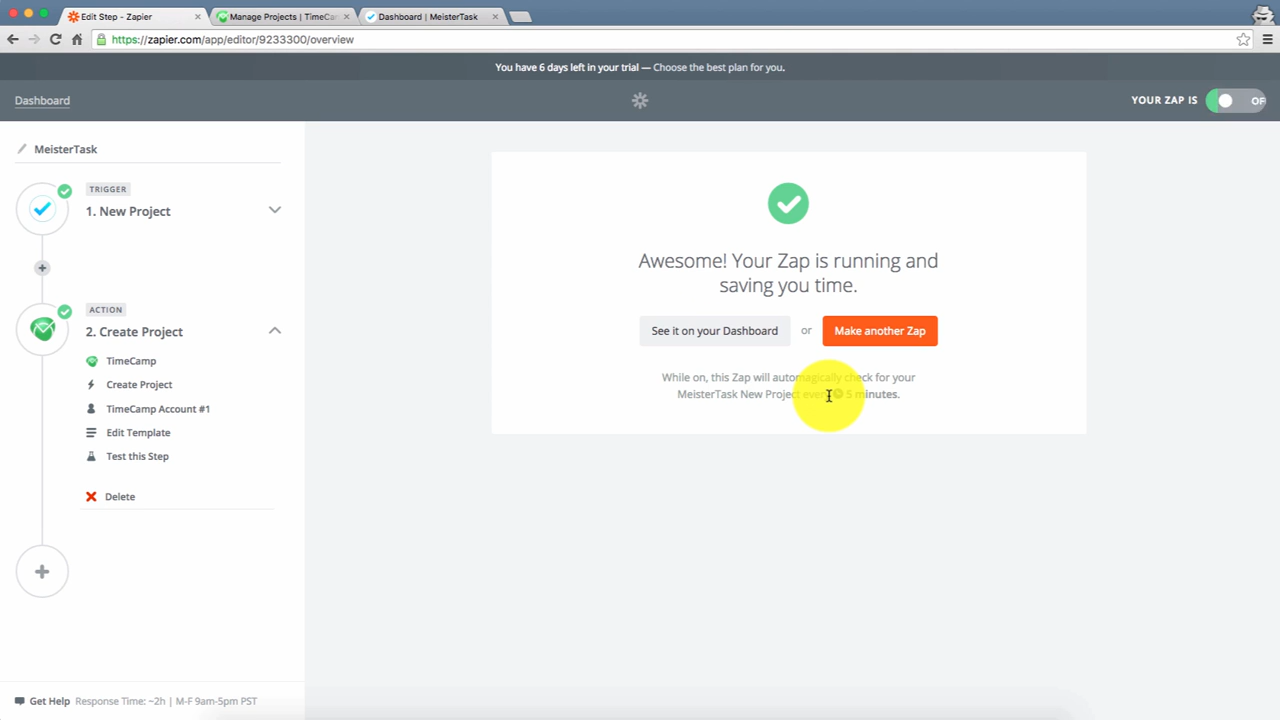 Edit Step - Zapier
Manage Projects | TimeCa
Dashboard | MeisterTask
https://zapier.com/app/editor/9233300/overview
You have 6 days left in your trial — Choose the best plan for you.
Dashboard
YOUR ZAP IS
OF
MeisterTask
TRIGGER
1. New Project
ACTION
2. Create Project
TimeCamp
Create Project
TimeCamp Account #1
Edit Template
Test this Step
Delete
Awesome! Your Zap is running and
saving you time.
See it on your Dashboard
or
Make another Zap
While on, this Zap will automagically check for your
MeisterTask New Project every 5 minutes.
Get Help
Response Time: ~2h | M-F 9am-5pm PST